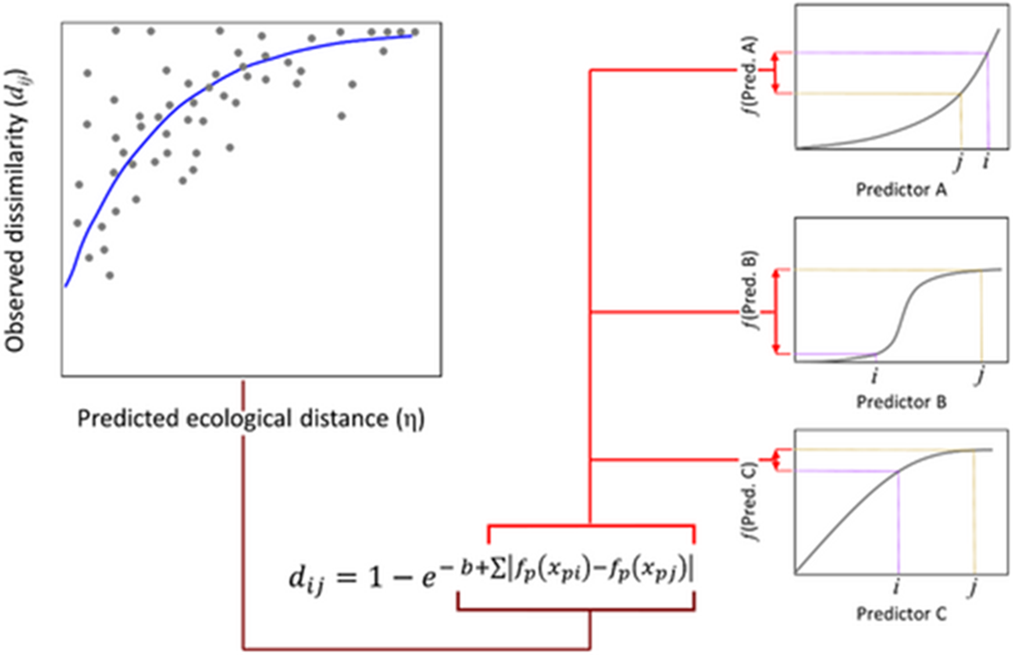 Observed dissimilarity (dij)
Predicted ecological distance (η)
f(Pred. A)
j i
Predictor A
f(Pred. B)
i j
Predictor B
f(Pred. C)
i j
Predictor C
dij = 1 − e^− b+Σ|fp(xpi)−fp(xpj)|